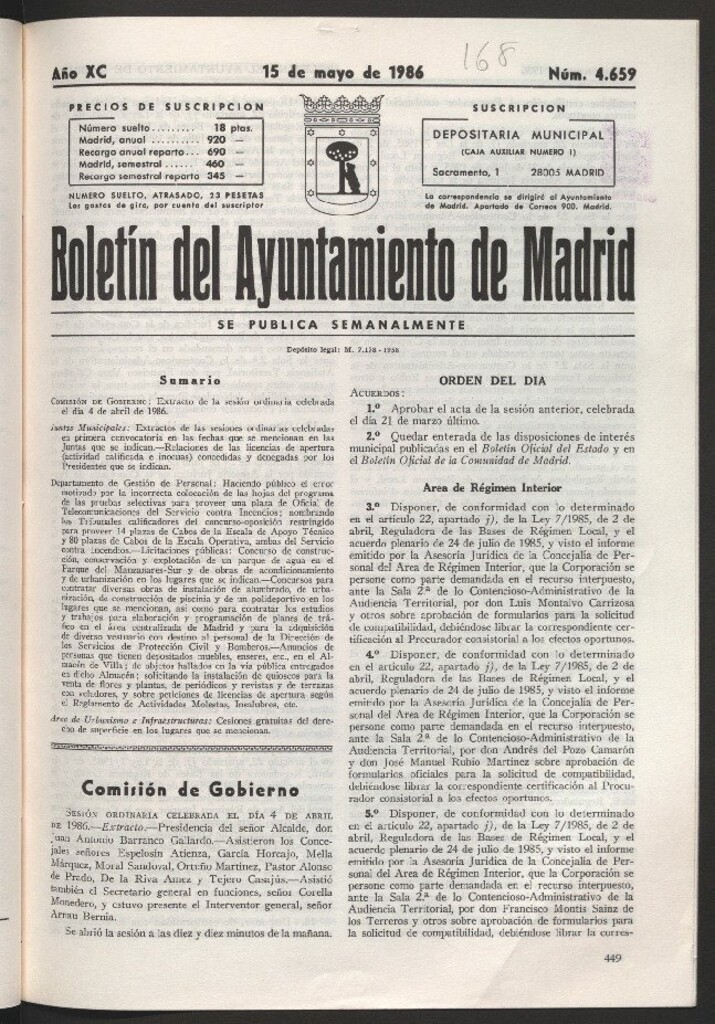 Año XC
15 de mayo de 1986
168
Núm. 4.659
PRECIOS DE SUSCRIPCION
Número suelto......... 18 ptas.
Madrid, anual ......... 920 —
Recargo anual reparto... 690 —
Madrid, semestral ...... 460 —
Recargo semestral reparto 345 —
NUMERO SUELTO, ATRASADO, 23 PESETAS
Los gastos de giro, por cuenta del suscriptor
SUSCRIPCION
DEPOSITARIA MUNICIPAL
(CAJA AUXILIAR NUMERO 1)
Sacramento, 1 28005 MADRID
La correspondencia se dirigirá al Ayuntamiento
de Madrid. Apartado de Correos 900. Madrid.
Boletín del Ayuntamiento de Madrid
SE PUBLICA SEMANALMENTE
Depósito legal: M. 7.178 - 1958
Sumario
COMISIÓN DE GOBIERNO: Extracto de la sesión ordinaria celebrada
el día 4 de abril de 1986.
Juntas Municipales: Extractos de las sesiones ordinarias celebradas
en primera convocatoria en las fechas que se mencionan en las
Juntas que se indican.—Relaciones de las licencias de apertura
(actividad calificada e inocuas) concedidas y denegadas por los
Presidentes que se indican.
Departamento de Gestión de Personal: Haciendo público el error
motivado por la incorrecta colocación de las hojas del programa
de las pruebas selectivas para proveer una plaza de Oficial de
Telecomunicaciones del Servicio contra Incendios; nombrando
los Tribunales calificadores del concurso-oposición restringido
para proveer 14 plazas de Cabos de la Escala de Apoyo Técnico
y 80 plazas de Cabos de la Escala Operativa, ambas del Servicio
contra Incendios.—Licitaciones públicas: Concurso de construc-
ción, conservación y explotación de un parque de agua en el
Parque del Manzanares-Sur y de obras de acondicionamiento
y de urbanización en los lugares que se indican.—Concursos para
contratar diversas obras de instalación de alumbrado, de urba-
nización, de construcción de piscina y de un polideportivo en los
lugares que se mencionan, así como para contratar los estudios
y trabajos para elaboración y programación de planes de trá-
fico en el área centralizada de Madrid y para la adquisición
de diverso vestuario con destino al personal de la Dirección de
los Servicios de Protección Civil y Bomberos.—Anuncios de
personas que tienen depositados muebles, enseres, etc., en el Al-
macén de Villa; de objetos hallados en la vía pública entregados
en dicho Almacén; solicitando la instalación de quioscos para la
venta de flores y plantas, de periódicos y revistas y de terrazas
con veladores, y sobre peticiones de licencias de apertura según
el Reglamento de Actividades Molestas, Insalubres, etc.
Area de Urbanismo e Infraestructuras: Cesiones gratuitas del dere-
cho de superficie en los lugares que se mencionan.
Comisión de Gobierno
SESIÓN ORDINARIA CELEBRADA EL DÍA 4 DE ABRIL
DE 1986.—Extracto.—Presidencia del señor Alcalde, don
Juan Antonio Barranco Gallardo.—Asistieron los Conce-
jales señores Espelosín Atienza, García Horcajo, Mella
Márquez, Moral Sandoval, Ortuño Martínez, Pastor Alonso
de Prado, De la Riva Amez y Tejero Casajús.—Asistió
también el Secretario general en funciones, señor Corella
Monedero, y estuvo presente el Interventor general, señor
Arnau Bernia.
Se abrió la sesión a las diez y diez minutos de la mañana.
ORDEN DEL DIA
ACUERDOS:
1.º Aprobar el acta de la sesión anterior, celebrada
el día 21 de marzo último.
2.º Quedar enterada de las disposiciones de interés
municipal publicadas en el Boletín Oficial del Estado y en
el Boletín Oficial de la Comunidad de Madrid.
Area de Régimen Interior
3.º Disponer, de conformidad con lo determinado
en el artículo 22, apartado j), de la Ley 7/1985, de 2 de
abril, Reguladora de las Bases de Régimen Local, y el
acuerdo plenario de 24 de julio de 1985, y visto el informe
emitido por la Asesoría Jurídica de la Concejalía de Per-
sonal del Area de Régimen Interior, que la Corporación se
persone como parte demandada en el recurso interpuesto,
ante la Sala 2.ª de lo Contencioso-Administrativo de la
Audiencia Territorial, por don Luis Montalvo Carrizosa
y otros sobre aprobación de formularios para la solicitud
de compatibilidad, debiéndose librar la correspondiente cer-
tificación al Procurador consistorial a los efectos oportunos.
4.º Disponer, de conformidad con lo determinado
en el artículo 22, apartado j), de la Ley 7/1985, de 2 de
abril, Reguladora de las Bases de Régimen Local, y el
acuerdo plenario de 24 de julio de 1985, y visto el informe
emitido por la Asesoría Jurídica de la Concejalía de Per-
sonal del Area de Régimen Interior, que la Corporación se
persone como parte demandada en el recurso interpuesto,
ante la Sala 2.ª de lo Contencioso-Administrativo de la
Audiencia Territorial, por don Andrés del Pozo Camarón
y don José Manuel Rubio Martínez sobre aprobación de
formularios oficiales para la solicitud de compatibilidad,
debiéndose librar la correspondiente certificación al Procu-
rador consistorial a los efectos oportunos.
5.º Disponer, de conformidad con lo determinado
en el artículo 22, apartado j), de la Ley 7/1985, de 2 de
abril, Reguladora de las Bases de Régimen Local, y el
acuerdo plenario de 24 de julio de 1985, y visto el informe
emitido por la Asesoría Jurídica de la Concejalía de Per-
sonal del Area de Régimen Interior, que la Corporación se
persone como parte demandada en el recurso interpuesto,
ante la Sala 2.ª de lo Contencioso-Administrativo de la
Audiencia Territorial, por don Francisco Montis Sainz de
los Terreros y otros sobre aprobación de formularios para
la solicitud de compatibilidad, debiéndose librar la corres-
449